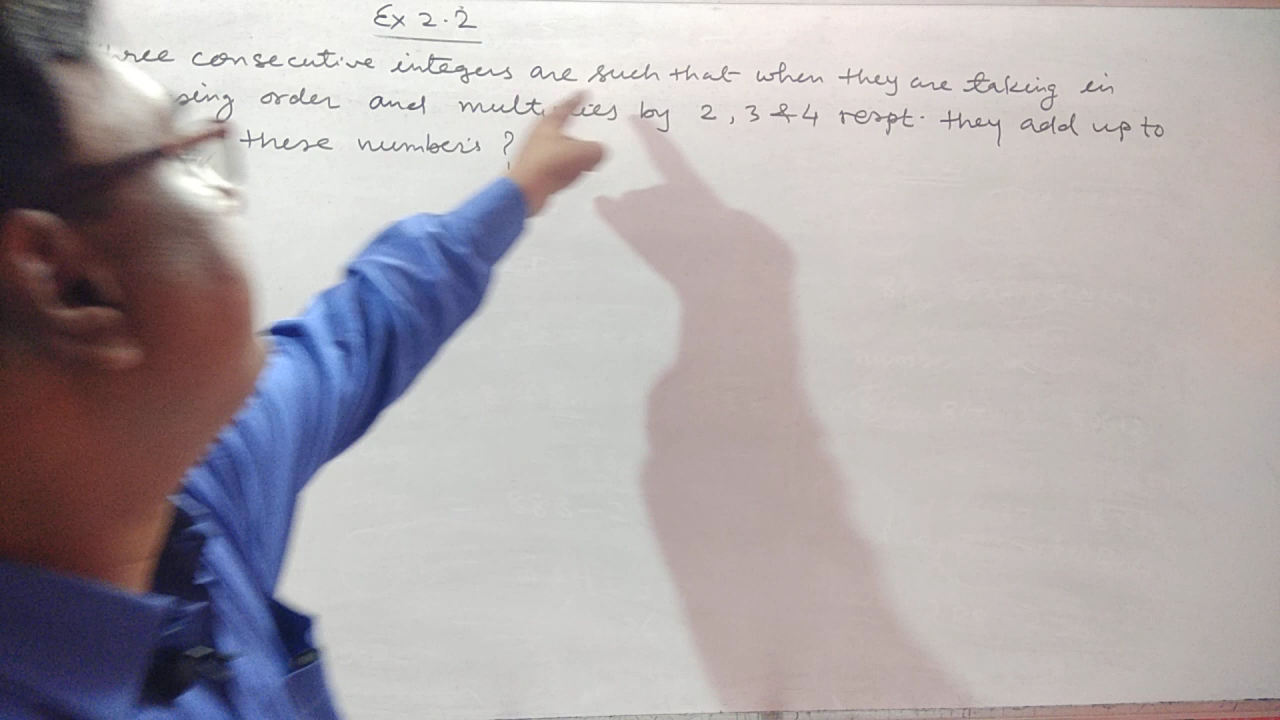 Ex 2.2
hree consecutive integers are such that when they are taking in
sing order and mult ies by 2, 3 & 4 respt. they add up to
these numbers ?